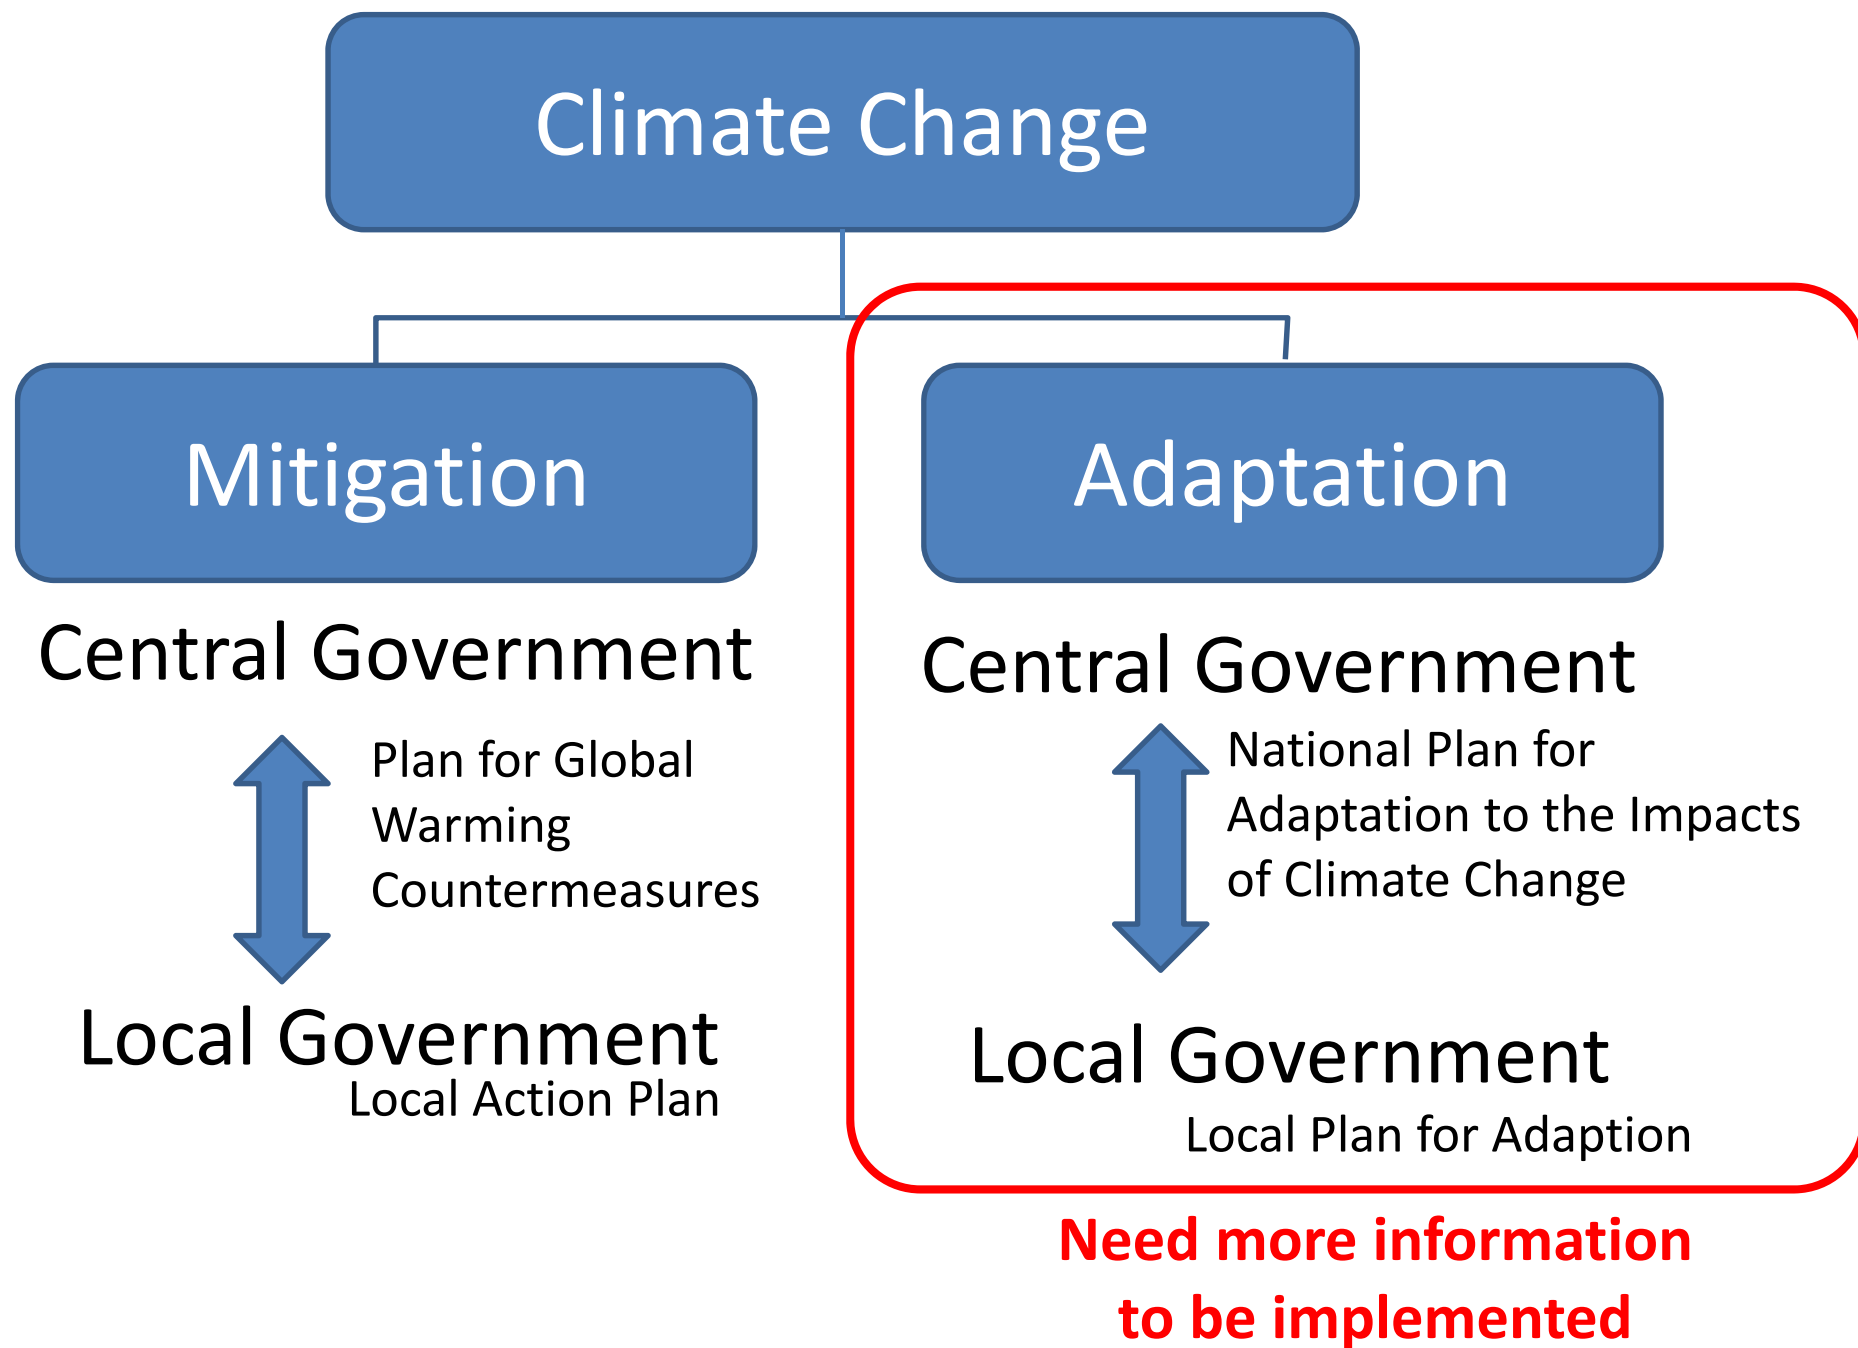 Climate Change
Mitigation
Central Government
Plan for Global
Warming
Countermeasures
Local Government
Local Action Plan
Adaptation
Central Government
National Plan for
Adaptation to the Impacts
of Climate Change
Local Government
Local Plan for Adaption
Need more information
to be implemented